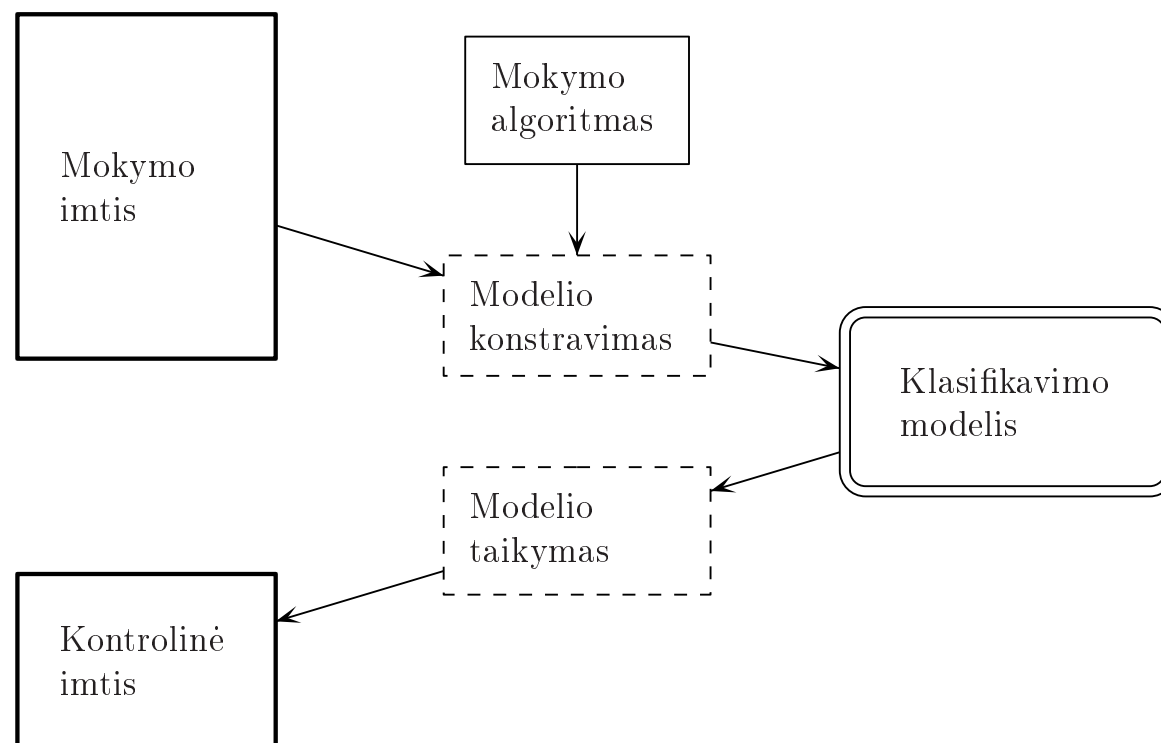 Mokymo
imtis
Mokymo
algoritmas
Modelio
konstravimas
Klasifikavimo
modelis
Modelio
taikymas
Kontrolinė
imtis